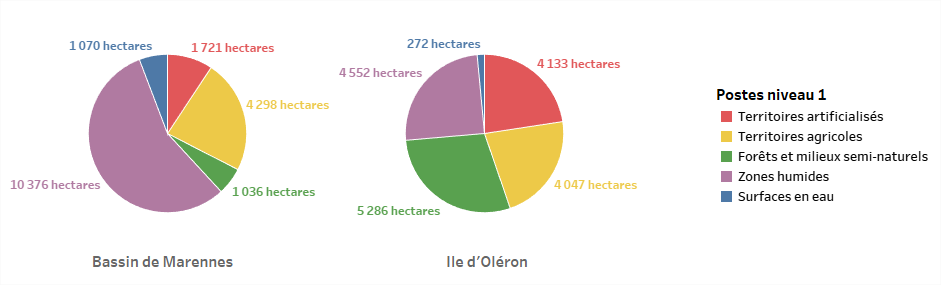 1 070 hectares
1 721 hectares
4 298 hectares
10 376 hectares
1 036 hectares
Bassin de Marennes
272 hectares
4 133 hectares
4 552 hectares
4 047 hectares
5 286 hectares
Ile d'Oléron
Postes niveau 1
Territoires artificialisés
Territoires agricoles
Forêts et milieux semi-naturels
Zones humides
Surfaces en eau